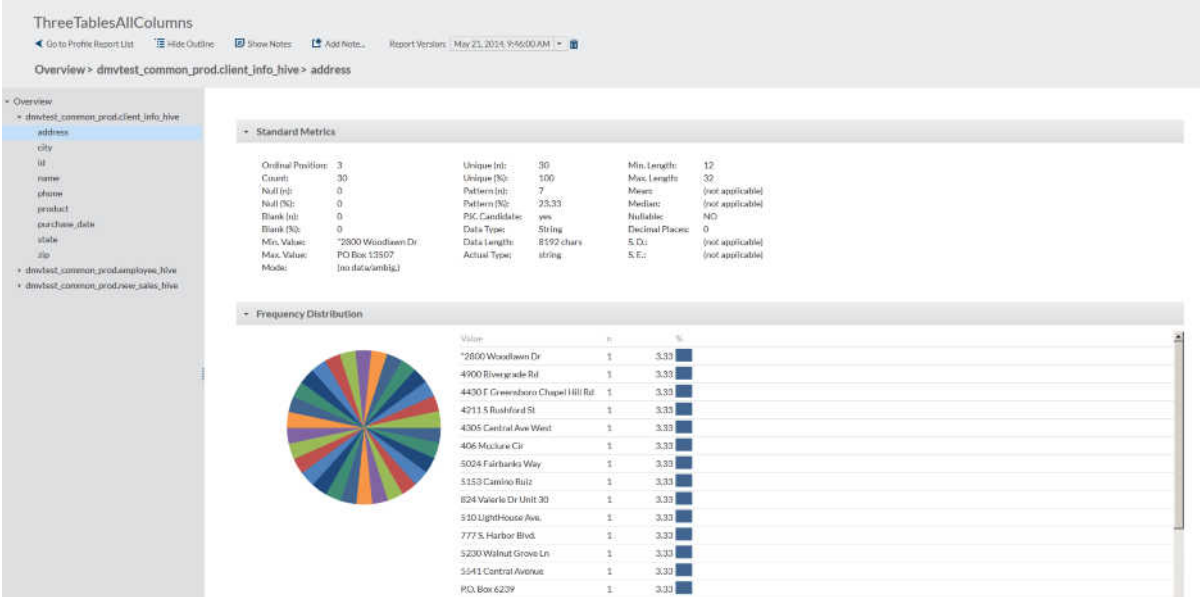 ThreeTablesAllColumns
Go to Profile Report List Hide Outline Show Notes Add Note... Report Version: May 21, 2014, 9:46:00 AM
Overview > dmvtest_common_prod.client_info_hive > address
Overview
dmvtest_common_prod.client_info_hive
address
city
id
name
phone
product
purchase_date
state
zip
dmvtest_common_prod.employee_hive
dmvtest_common_prod.new_sales_hive
Standard Metrics
Ordinal Position: 3 Unique (n): 30 Min. Length: 12
Count: 30 Unique (%): 100 Max. Length: 32
Null (n): 0 Pattern (n): 7 Mean: (not applicable)
Null (%): 0 Pattern (%): 23.33 Median: (not applicable)
Blank (n): 0 P.K. Candidate: yes Nullable: NO
Blank (%): 0 Data Type: String Decimal Places: 0
Min. Value: "2800 Woodlawn Dr Data Length: 8192 chars S. D.: (not applicable)
Max. Value: PO Box 13507 Actual Type: string S. E.: (not applicable)
Mode: (no data/ambig.)
Frequency Distribution
Value n %
"2800 Woodlawn Dr 1 3.33
4900 Rivergrade Rd 1 3.33
4430 E Greensboro Chapel Hill Rd 1 3.33
4211 S Rushford St 1 3.33
4305 Central Ave West 1 3.33
406 Mcclure Cir 1 3.33
5024 Fairbanks Way 1 3.33
5153 Camino Ruiz 1 3.33
824 Valerie Dr Unit 30 1 3.33
510 LightHouse Ave. 1 3.33
777 S. Harbor Blvd. 1 3.33
5230 Walnut Grove Ln 1 3.33
5541 Central Avenue 1 3.33
P.O. Box 6239 1 3.33